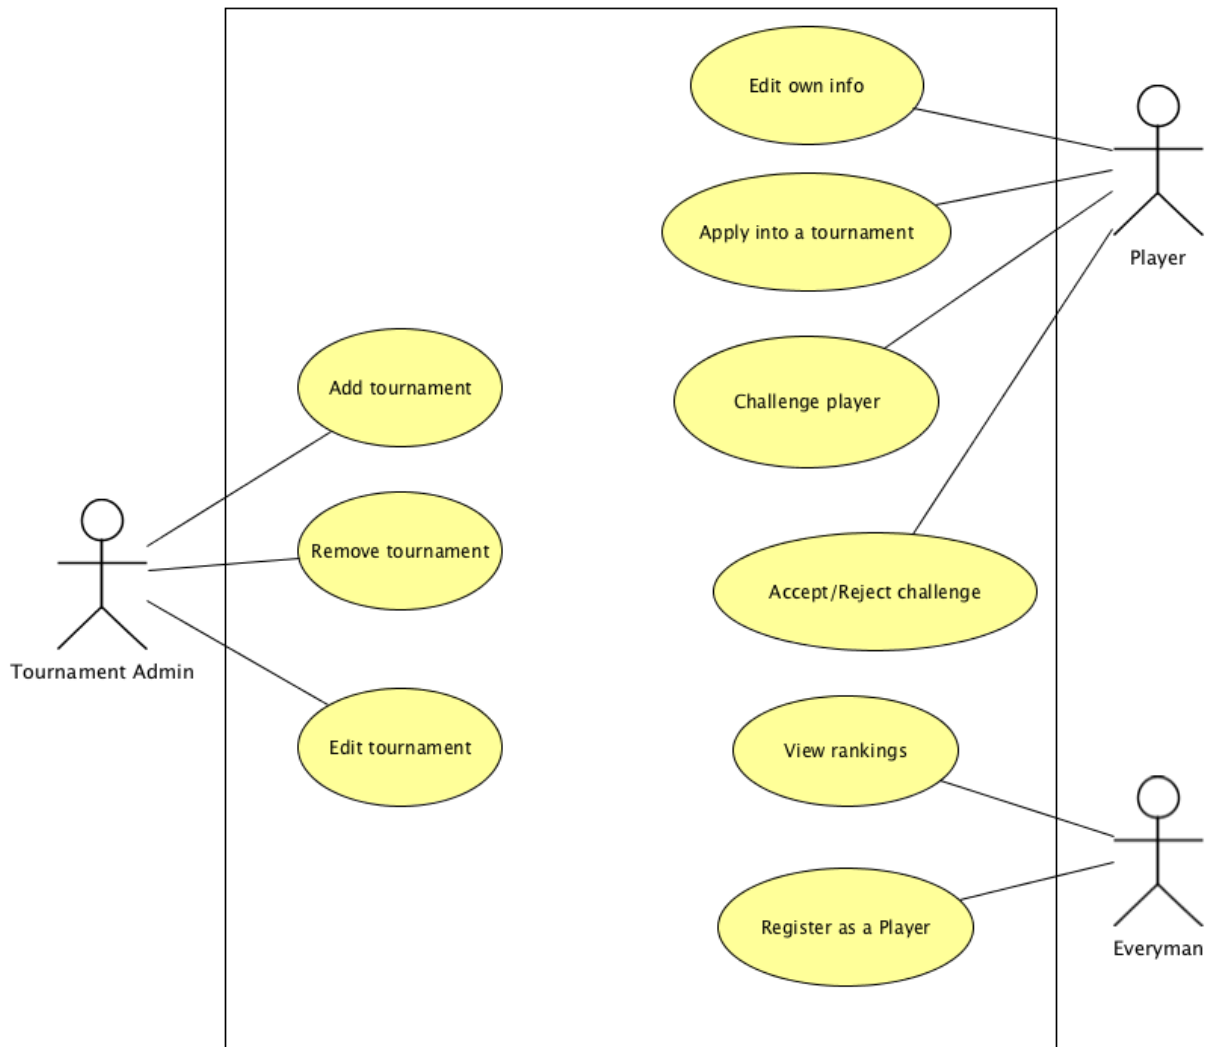 Edit own info
Apply into a tournament
Player
Add tournament
Challenge player
Remove tournament
Accept/Reject challenge
Tournament Admin
Edit tournament
View rankings
Register as a Player
Everyman